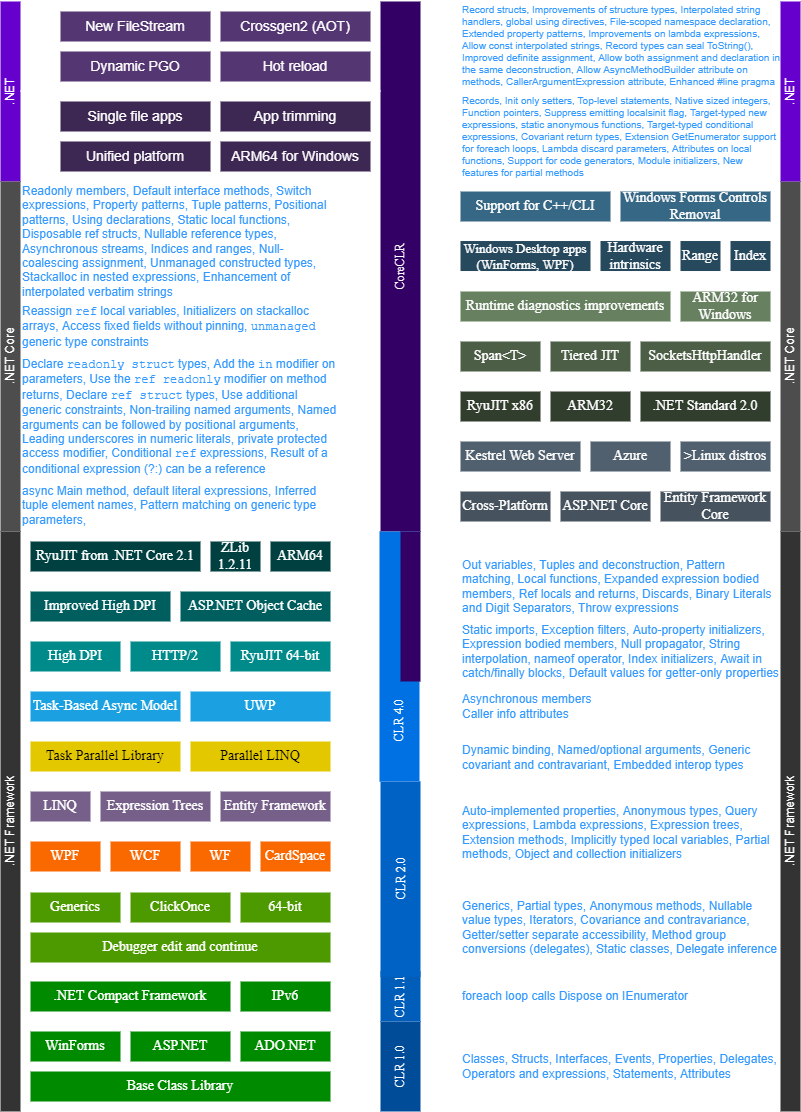 .NET
New FileStream
Crossgen2 (AOT)
Dynamic PGO
Hot reload
Single file apps
App trimming
Unified platform
ARM64 for Windows
Record structs, Improvements of structure types, Interpolated string
handlers, global using directives, File-scoped namespace declaration,
Extended property patterns, Improvements on lambda expressions,
Allow const interpolated strings, Record types can seal ToString(),
Improved definite assignment, Allow both assignment and declaration in
the same deconstruction, Allow AsyncMethodBuilder attribute on
methods, CallerArgumentExpression attribute, Enhanced #line pragma
Records, Init only setters, Top-level statements, Native sized integers,
Function pointers, Suppress emitting localsinit flag, Target-typed new
expressions, static anonymous functions, Target-typed conditional
expressions, Covariant return types, Extension GetEnumerator support
for foreach loops, Lambda discard parameters, Attributes on local
functions, Support for code generators, Module initializers, New
features for partial methods
.NET
.NET Core
Readonly members, Default interface methods, Switch
expressions, Property patterns, Tuple patterns, Positional
patterns, Using declarations, Static local functions,
Disposable ref structs, Nullable reference types,
Asynchronous streams, Indices and ranges, Null-
coalescing assignment, Unmanaged constructed types,
Stackalloc in nested expressions, Enhancement of
interpolated verbatim strings
Reassign ref local variables, Initializers on stackalloc
arrays, Access fixed fields without pinning, unmanaged
generic type constraints
Declare readonly struct types, Add the in modifier on
parameters, Use the ref readonly modifier on method
returns, Declare ref struct types, Use additional
generic constraints, Non-trailing named arguments, Named
arguments can be followed by positional arguments,
Leading underscores in numeric literals, private protected
access modifier, Conditional ref expressions, Result of a
conditional expression (?:) can be a reference
async Main method, default literal expressions, Inferred
tuple element names, Pattern matching on generic type
parameters,
CoreCLR
Support for C++/CLI
Windows Forms Controls
Removal
Windows Desktop apps
(WinForms, WPF)
Hardware
intrinsics
Range
Index
Runtime diagnostics improvements
ARM32 for
Windows
Span<T>
Tiered JIT
SocketsHttpHandler
RyuJIT x86
ARM32
.NET Standard 2.0
Kestrel Web Server
Azure
>Linux distros
Cross-Platform
ASP.NET Core
Entity Framework
Core
.NET Core
.NET Framework
RyuJIT from .NET Core 2.1
ZLib
1.2.11
ARM64
Improved High DPI
ASP.NET Object Cache
High DPI
HTTP/2
RyuJIT 64-bit
Task-Based Async Model
UWP
Task Parallel Library
Parallel LINQ
LINQ
Expression Trees
Entity Framework
WPF
WCF
WF
CardSpace
Generics
ClickOnce
64-bit
Debugger edit and continue
.NET Compact Framework
IPv6
WinForms
ASP.NET
ADO.NET
Base Class Library
CLR 4.0
CLR 2.0
CLR 1.1
CLR 1.0
Out variables, Tuples and deconstruction, Pattern
matching, Local functions, Expanded expression bodied
members, Ref locals and returns, Discards, Binary Literals
and Digit Separators, Throw expressions
Static imports, Exception filters, Auto-property initializers,
Expression bodied members, Null propagator, String
interpolation, nameof operator, Index initializers, Await in
catch/finally blocks, Default values for getter-only properties
Asynchronous members
Caller info attributes
Dynamic binding, Named/optional arguments, Generic
covariant and contravariant, Embedded interop types
Auto-implemented properties, Anonymous types, Query
expressions, Lambda expressions, Expression trees,
Extension methods, Implicitly typed local variables, Partial
methods, Object and collection initializers
Generics, Partial types, Anonymous methods, Nullable
value types, Iterators, Covariance and contravariance,
Getter/setter separate accessibility, Method group
conversions (delegates), Static classes, Delegate inference
foreach loop calls Dispose on IEnumerator
Classes, Structs, Interfaces, Events, Properties, Delegates,
Operators and expressions, Statements, Attributes
.NET Framework